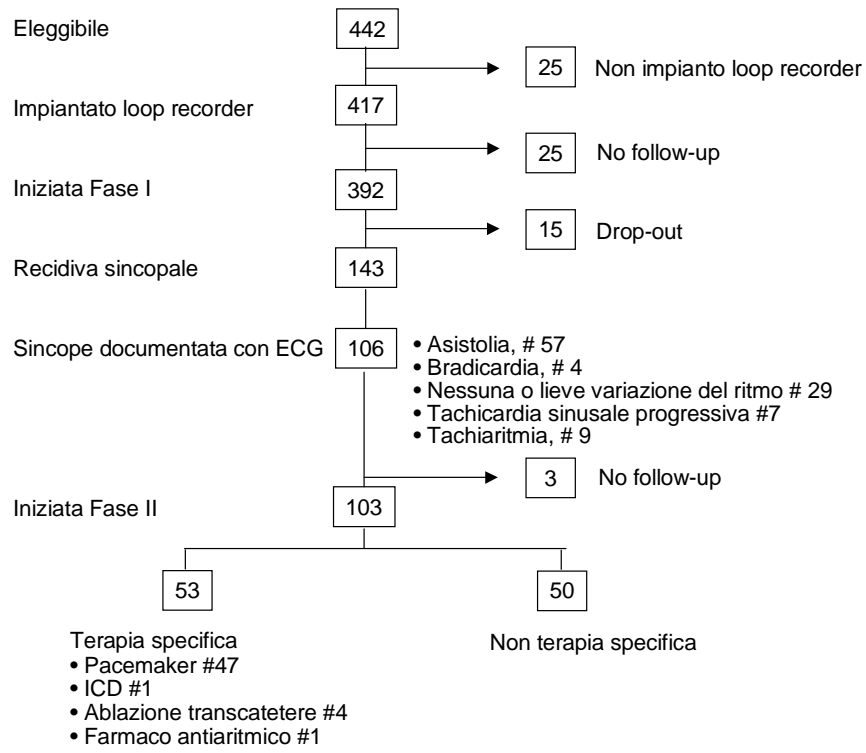 Eleggibile 442
25 Non impianto loop recorder
Impiantato loop recorder 417
25 No follow-up
Iniziata Fase I 392
15 Drop-out
Recidiva sincopale 143
Sincope documentata con ECG 106
• Asistolia, # 57
• Bradicardia, # 4
• Nessuna o lieve variazione del ritmo # 29
• Tachicardia sinusale progressiva #7
• Tachiaritmia, # 9
3 No follow-up
Iniziata Fase II 103
53 50
Terapia specifica
• Pacemaker #47
• ICD #1
• Ablazione transcatetere #4
• Farmaco antiaritmico #1
Non terapia specifica